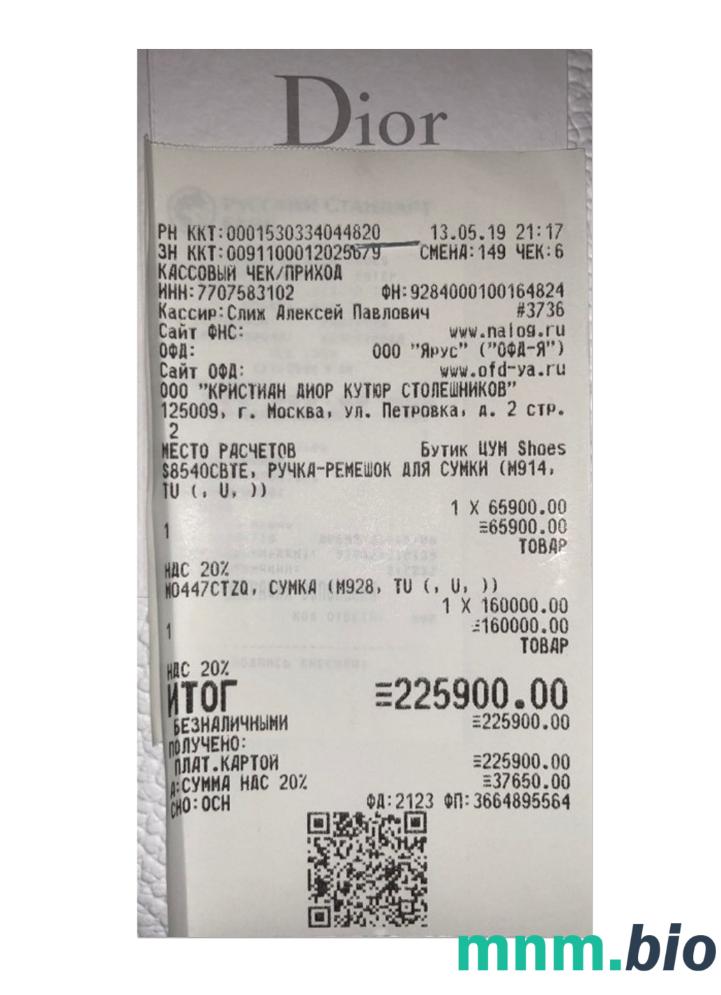 Dior
РУССКИЙ СТАНДАРТ
РН ККТ:0001530334044820 13.05.19 21:17
ЗН ККТ:0091100012025679 СМЕНА:149 ЧЕК:6
КАССОВЫЙ ЧЕК/ПРИХОД
ИНН:7707583102 ФН:9284000100164824
Кассир:Слиж Алексей Павлович #3736
Сайт ФНС: www.nalog.ru
ОФД: ООО "Ярус" ("ОФД-Я")
Сайт ОФД: www.ofd-ya.ru
ООО "КРИСТИАН ДИОР КУТЮР СТОЛЕШНИКОВ"
125009, г. Москва, ул. Петровка, д. 2 стр.
2
МЕСТО РАСЧЕТОВ Бутик ЦУМ Shoes
S8540CBTE, РУЧКА-РЕМЕШОК ДЛЯ СУМКИ (M914,
TU (, U, ))
1 X 65900.00
1 ≡65900.00
ТОВАР
НДС 20%
M0447CTZQ, СУМКА (M928, TU (, U, ))
1 X 160000.00
1 ≡160000.00
ТОВАР
НДС 20%
ИТОГ ≡225900.00
БЕЗНАЛИЧНЫМИ ≡225900.00
ПОЛУЧЕНО:
ПЛАТ.КАРТОЙ ≡225900.00
А:СУММА НДС 20% ≡37650.00
СНО:ОСН ФД:2123 ФП:3664895564
mnm.bio